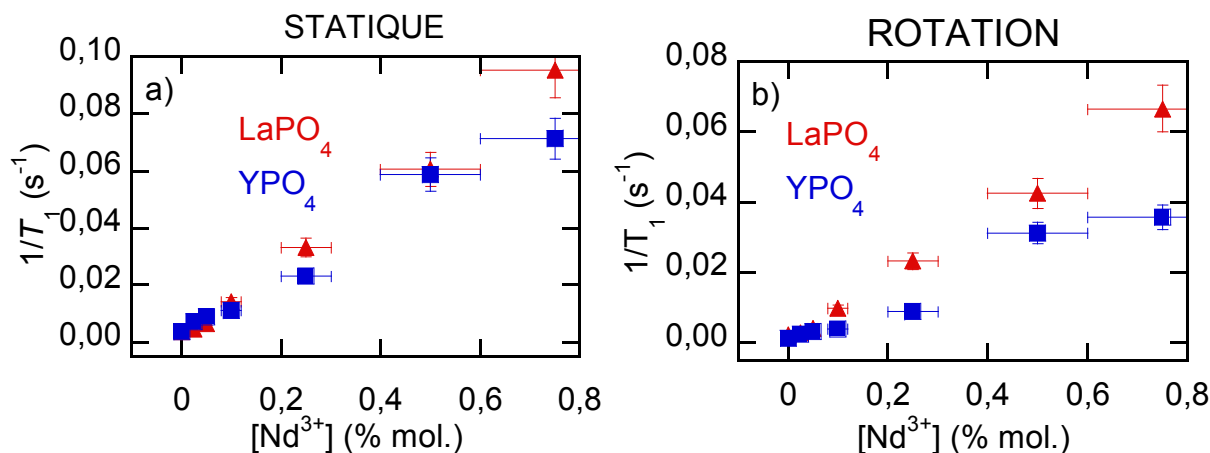 STATIQUE
a)
LaPO₄
YPO₄
1/T₁ (s⁻¹)
0,10
0,08
0,06
0,04
0,02
0,00
0
0,2
0,4
0,6
0,8
[Nd³⁺] (% mol.)
ROTATION
b)
LaPO₄
YPO₄
1/T₁ (s⁻¹)
0,08
0,06
0,04
0,02
0,00
0
0,2
0,4
0,6
0,8
[Nd³⁺] (% mol.)